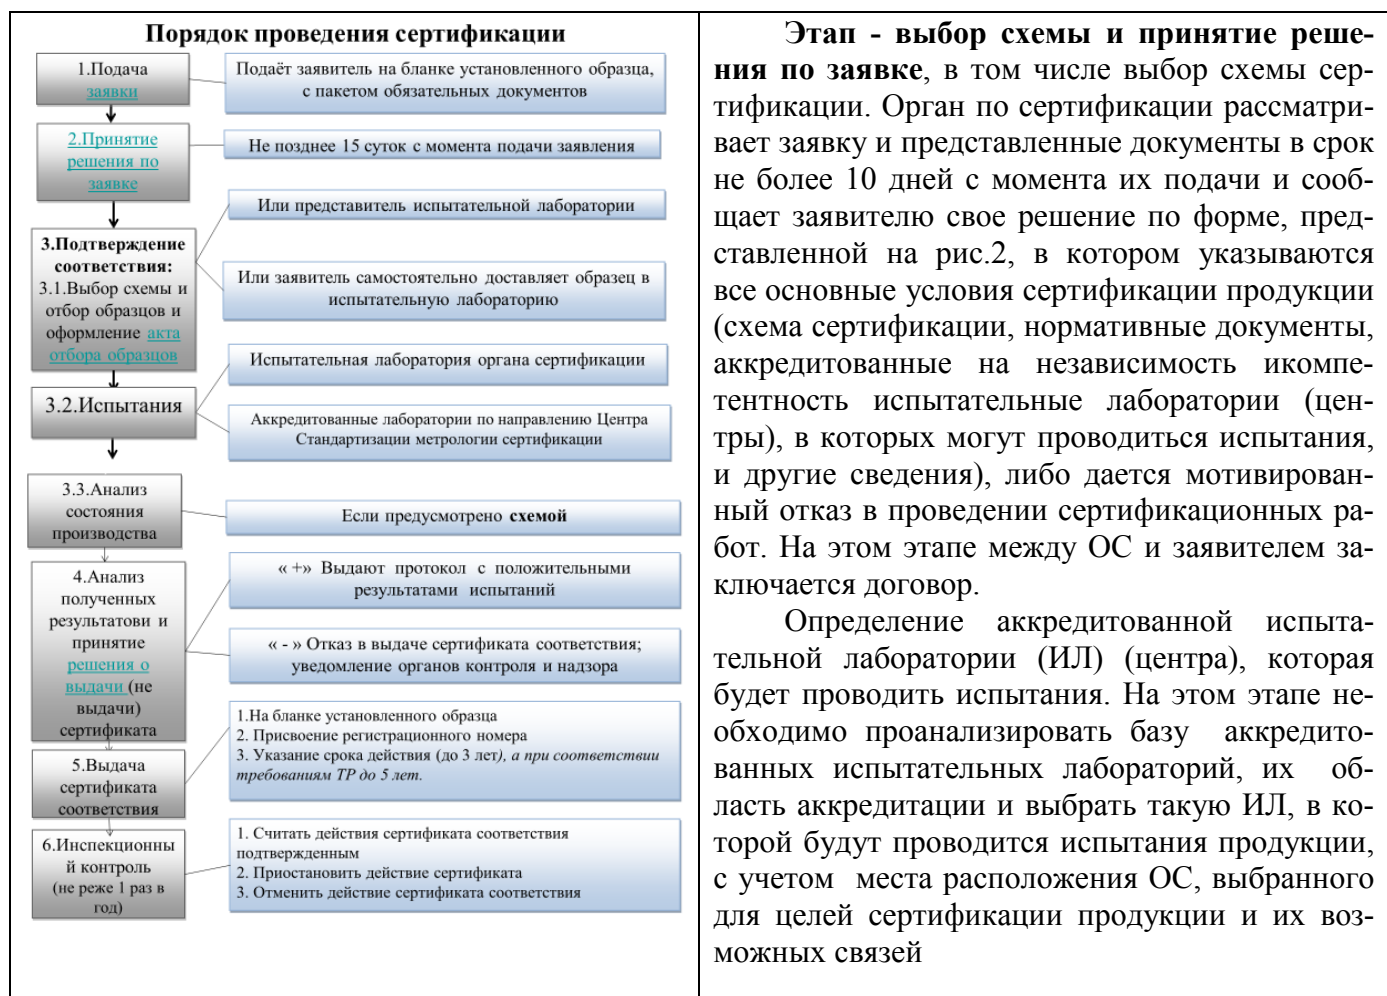 Порядок проведения сертификации
1.Подача
заявки
Подаёт заявитель на бланке установленного образца,
с пакетом обязательных документов
2.Принятие
решения по
заявке
Не позднее 15 суток с момента подачи заявления
Или представитель испытательной лаборатории
3.Подтверждение
соответствия:
3.1.Выбор схемы и
отбор образцов и
оформление акта
отбора образцов
Или заявитель самостоятельно доставляет образец в
испытательную лабораторию
Испытательная лаборатория органа сертификации
3.2.Испытания
Аккредитованные лаборатории по направлению Центра
Стандартизации метрологии сертификации
3.3.Анализ
состояния
производства
Если предусмотрено схемой
4.Анализ
полученных
результатови и
принятие
решения о
выдачи (не
выдачи)
сертификата
« +» Выдают протокол с положительными
результатами испытаний
« - » Отказ в выдаче сертификата соответствия;
уведомление органов контроля и надзора
1.На бланке установленного образца
2. Присвоение регистрационного номера
3. Указание срока действия (до 3 лет), а при соответствии
требованиям ТР до 5 лет.
5.Выдача
сертификата
соответствия
6.Инспекционны
й контроль
(не реже 1 раз в
год)
1. Считать действия сертификата соответствия
подтвержденным
2. Приостановить действие сертификата
3. Отменить действие сертификата соответствия
Этап - выбор схемы и принятие реше-
ния по заявке, в том числе выбор схемы сер-
тификации. Орган по сертификации рассматри-
вает заявку и представленные документы в срок
не более 10 дней с момента их подачи и сооб-
щает заявителю свое решение по форме, пред-
ставленной на рис.2, в котором указываются
все основные условия сертификации продукции
(схема сертификации, нормативные документы,
аккредитованные на независимость икомпе-
тентность испытательные лаборатории (цен-
тры), в которых могут проводиться испытания,
и другие сведения), либо дается мотивирован-
ный отказ в проведении сертификационных ра-
бот. На этом этапе между ОС и заявителем за-
ключается договор.
Определение аккредитованной испыта-
тельной лаборатории (ИЛ) (центра), которая
будет проводить испытания. На этом этапе не-
обходимо проанализировать базу аккредито-
ванных испытательных лабораторий, их об-
ласть аккредитации и выбрать такую ИЛ, в ко-
торой будут проводится испытания продукции,
с учетом места расположения ОС, выбранного
для целей сертификации продукции и их воз-
можных связей